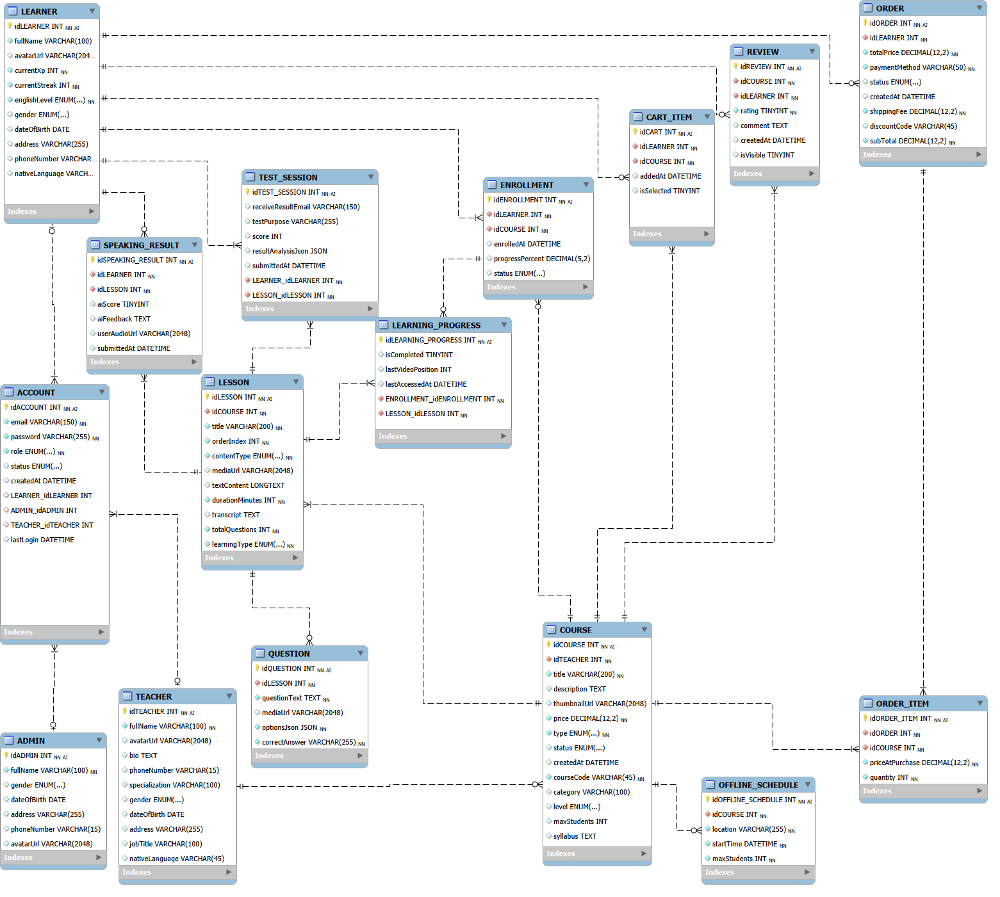 LEARNER
idLEARNER INT NN AI
fullName VARCHAR(100)
avatarUrl VARCHAR(204...
currentXp INT NN
currentStreak INT NN
englishLevel ENUM(...) NN
gender ENUM(...)
dateOfBirth DATE
address VARCHAR(255)
phoneNumber VARCHAR...
nativeLanguage VARCH...
Indexes
ORDER
idORDER INT NN AI
idLEARNER INT NN
totalPrice DECIMAL(12,2) NN
paymentMethod VARCHAR(50) NN
status ENUM(...)
createdAt DATETIME
shippingFee DECIMAL(12,2) NN
discountCode VARCHAR(45)
subTotal DECIMAL(12,2) NN
Indexes
REVIEW
idREVIEW INT NN AI
idCOURSE INT NN
idLEARNER INT NN
rating TINYINT NN
comment TEXT
createdAt DATETIME
isVisible TINYINT
Indexes
CART_ITEM
idCART INT NN AI
idLEARNER INT NN
idCOURSE INT NN
addedAt DATETIME
isSelected TINYINT
Indexes
TEST_SESSION
idTEST_SESSION INT NN AI
receiveResultEmail VARCHAR(150)
testPurpose VARCHAR(255)
score INT
resultAnalysisJson JSON
submittedAt DATETIME
LEARNER_idLEARNER INT NN
LESSON_idLESSON INT NN
Indexes
ENROLLMENT
idENROLLMENT INT NN AI
idLEARNER INT NN
idCOURSE INT NN
enrolledAt DATETIME
progressPercent DECIMAL(5,2)
status ENUM(...)
Indexes
SPEAKING_RESULT
idSPEAKING_RESULT INT NN AI
idLEARNER INT NN
idLESSON INT NN
aiScore TINYINT
aiFeedback TEXT
userAudioUrl VARCHAR(2048)
submittedAt DATETIME
Indexes
LEARNING_PROGRESS
idLEARNING_PROGRESS INT NN AI
isCompleted TINYINT
lastVideoPosition INT
lastAccessedAt DATETIME
ENROLLMENT_idENROLLMENT INT NN
LESSON_idLESSON INT NN
Indexes
LESSON
idLESSON INT NN AI
idCOURSE INT NN
title VARCHAR(200) NN
orderIndex INT NN
contentType ENUM(...) NN
mediaUrl VARCHAR(2048)
textContent LONGTEXT
durationMinutes INT NN
transcript TEXT
totalQuestions INT NN
learningType ENUM(...) NN
Indexes
ACCOUNT
idACCOUNT INT NN AI
email VARCHAR(150) NN
password VARCHAR(255) NN
role ENUM(...) NN
status ENUM(...)
createdAt DATETIME
LEARNER_idLEARNER INT
ADMIN_idADMIN INT
TEACHER_idTEACHER INT
lastLogin DATETIME
Indexes
COURSE
idCOURSE INT NN AI
idTEACHER INT NN
title VARCHAR(200) NN
description TEXT
thumbnailUrl VARCHAR(2048)
price DECIMAL(12,2) NN
type ENUM(...) NN
status ENUM(...)
createdAt DATETIME
courseCode VARCHAR(45) NN
category VARCHAR(100)
level ENUM(...)
maxStudents INT
syllabus TEXT
Indexes
QUESTION
idQUESTION INT NN AI
idLESSON INT NN
questionText TEXT NN
mediaUrl VARCHAR(2048)
optionsJson JSON NN
correctAnswer VARCHAR(255) NN
Indexes
TEACHER
idTEACHER INT NN AI
fullName VARCHAR(100) NN
avatarUrl VARCHAR(2048)
bio TEXT
phoneNumber VARCHAR(15)
specialization VARCHAR(100)
gender ENUM(...)
dateOfBirth DATE
address VARCHAR(255)
jobTitle VARCHAR(100)
nativeLanguage VARCHAR(45)
Indexes
ORDER_ITEM
idORDER_ITEM INT NN AI
idORDER INT NN
idCOURSE INT NN
priceAtPurchase DECIMAL(12,2) NN
quantity INT NN
Indexes
ADMIN
idADMIN INT NN AI
fullName VARCHAR(100) NN
gender ENUM(...)
dateOfBirth DATE
address VARCHAR(255)
phoneNumber VARCHAR(15)
avatarUrl VARCHAR(2048)
Indexes
OFFLINE_SCHEDULE
idOFFLINE_SCHEDULE INT NN AI
idCOURSE INT NN
location VARCHAR(255) NN
startTime DATETIME NN
maxStudents INT NN
Indexes